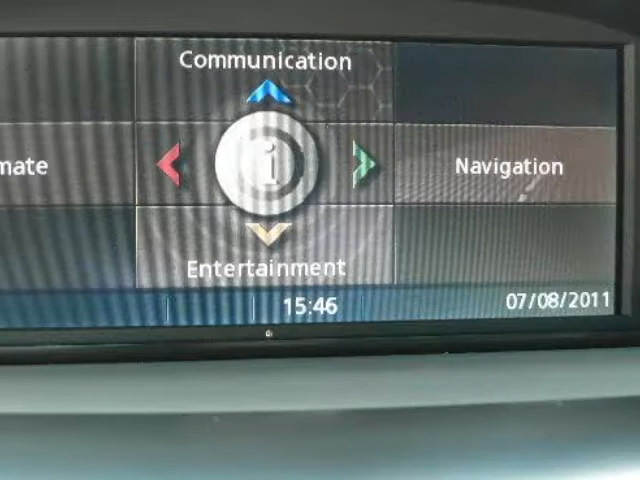 Communication
mate
i
Navigation
Entertainment
15:46
07/08/2011